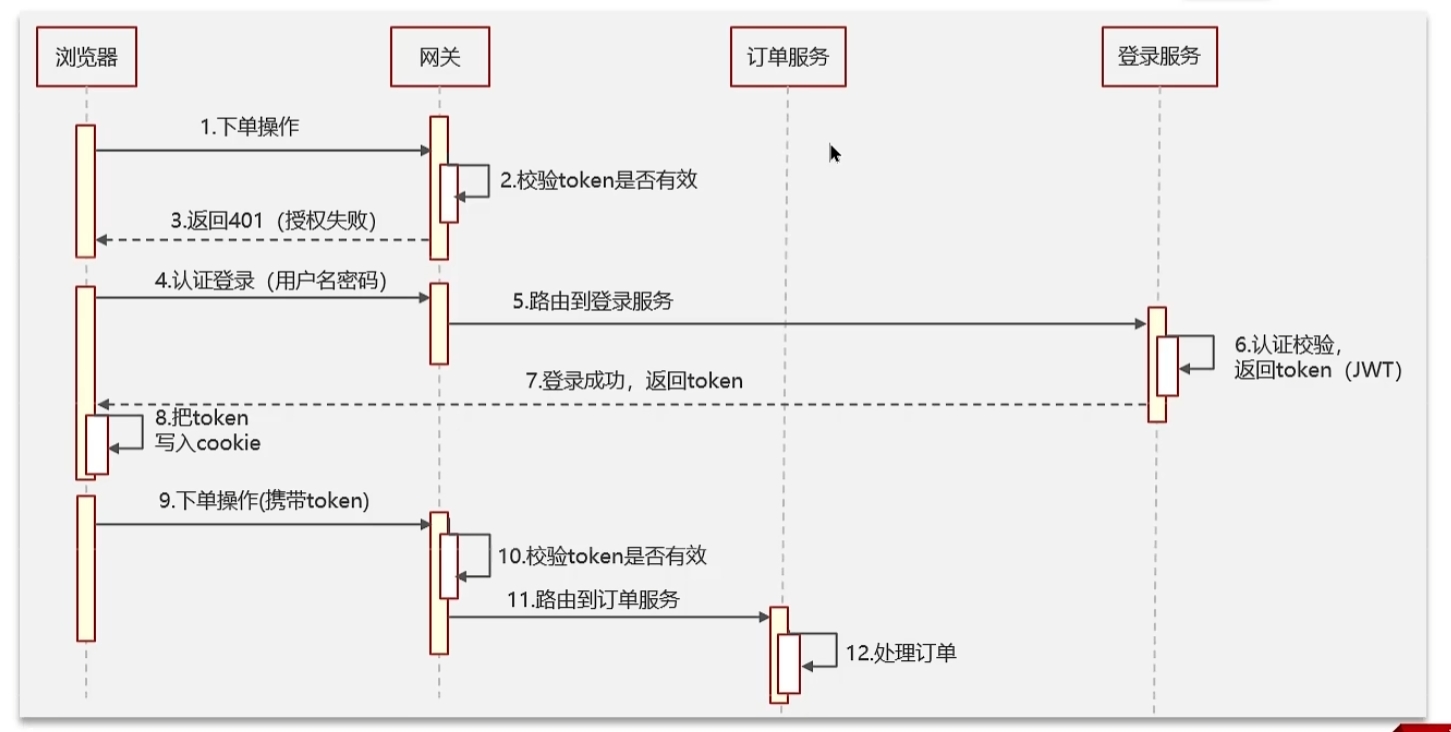 浏览器
网关
订单服务
登录服务
1.下单操作
2.校验token是否有效
3.返回401（授权失败）
4.认证登录（用户名密码）
5.路由到登录服务
6.认证校验，
返回token（JWT）
7.登录成功，返回token
8.把token
写入cookie
9.下单操作(携带token)
10.校验token是否有效
11.路由到订单服务
12.处理订单